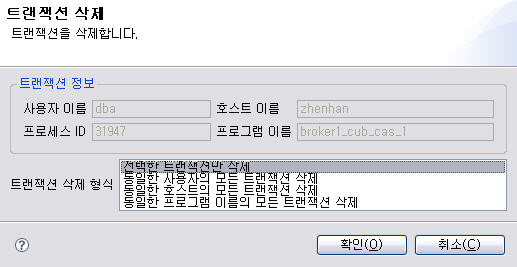 트랜잭션 삭제
트랜잭션을 삭제합니다.
트랜잭션 정보
사용자 이름 dba 호스트 이름 zhenhan
프로세스 ID 31947 프로그램 이름 broker1_cub_cas_1
트랜잭션 삭제 형식
선택한 트랜잭션만 삭제
동일한 사용자의 모든 트랜잭션 삭제
동일한 호스트의 모든 트랜잭션 삭제
동일한 프로그램 이름의 모든 트랜잭션 삭제
? 확인(O) 취소(C)